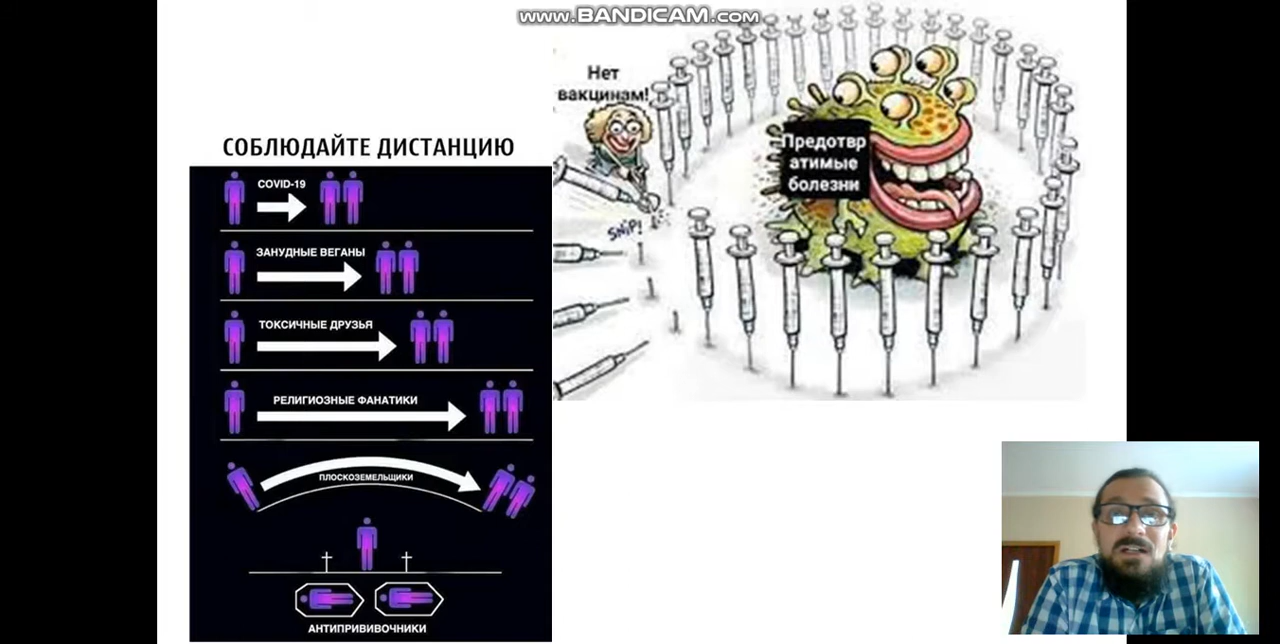 www.BANDICAM.com
СОБЛЮДАЙТЕ ДИСТАНЦИЮ
COVID-19
ЗАНУДНЫЕ ВЕГАНЫ
ТОКСИЧНЫЕ ДРУЗЬЯ
РЕЛИГИОЗНЫЕ ФАНАТИКИ
ПЛОСКОЗЕМЕЛЬЩИКИ
АНТИПРИВИВОЧНИКИ
Нет
вакцинам!
SNIP!
Предотвр
атимые
болезни